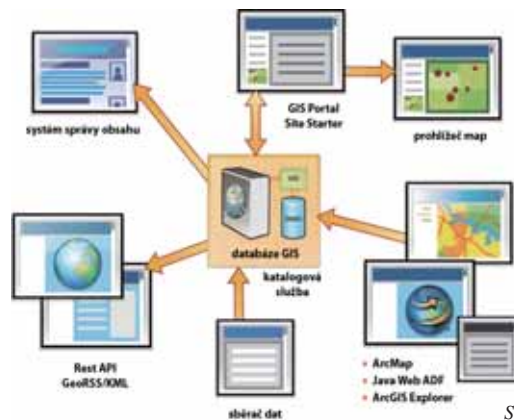 systém správy obsahu
GIS Portal
Site Starter
prohlížeč map
databáze GIS
katalogová
služba
Rest API
GeoRSS/KML
sběrač dat
• ArcMap
• Java Web ADF
• ArcGIS Explorer
S